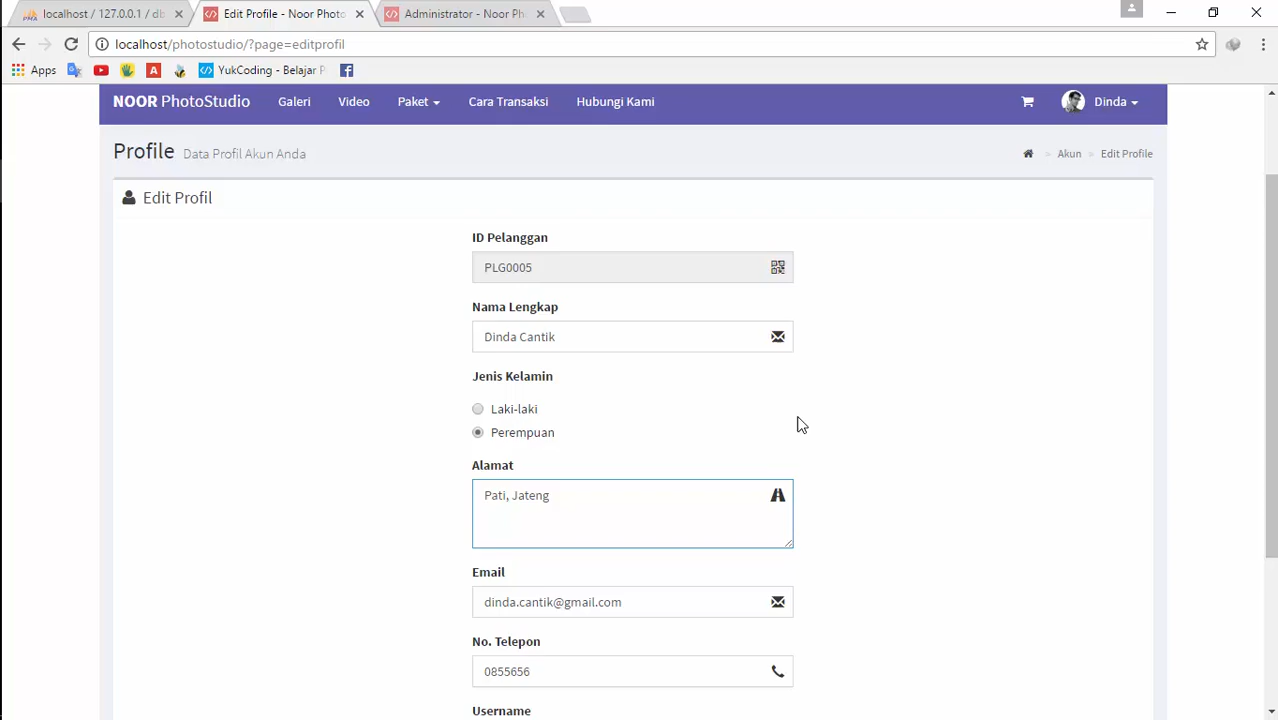 localhost / 127.0.0.1 / db
Edit Profile - Noor Photo
Administrator - Noor Ph
localhost/photostudio/?page=editprofil
Apps
YukCoding - Belajar P
NOOR PhotoStudio
Galeri
Video
Paket
Cara Transaksi
Hubungi Kami
Dinda
Profile Data Profil Akun Anda
Akun » Edit Profile
Edit Profil
ID Pelanggan
PLG0005
Nama Lengkap
Dinda Cantik
Jenis Kelamin
Laki-laki
Perempuan
Alamat
Pati, Jateng
Email
dinda.cantik@gmail.com
No. Telepon
0855656
Username